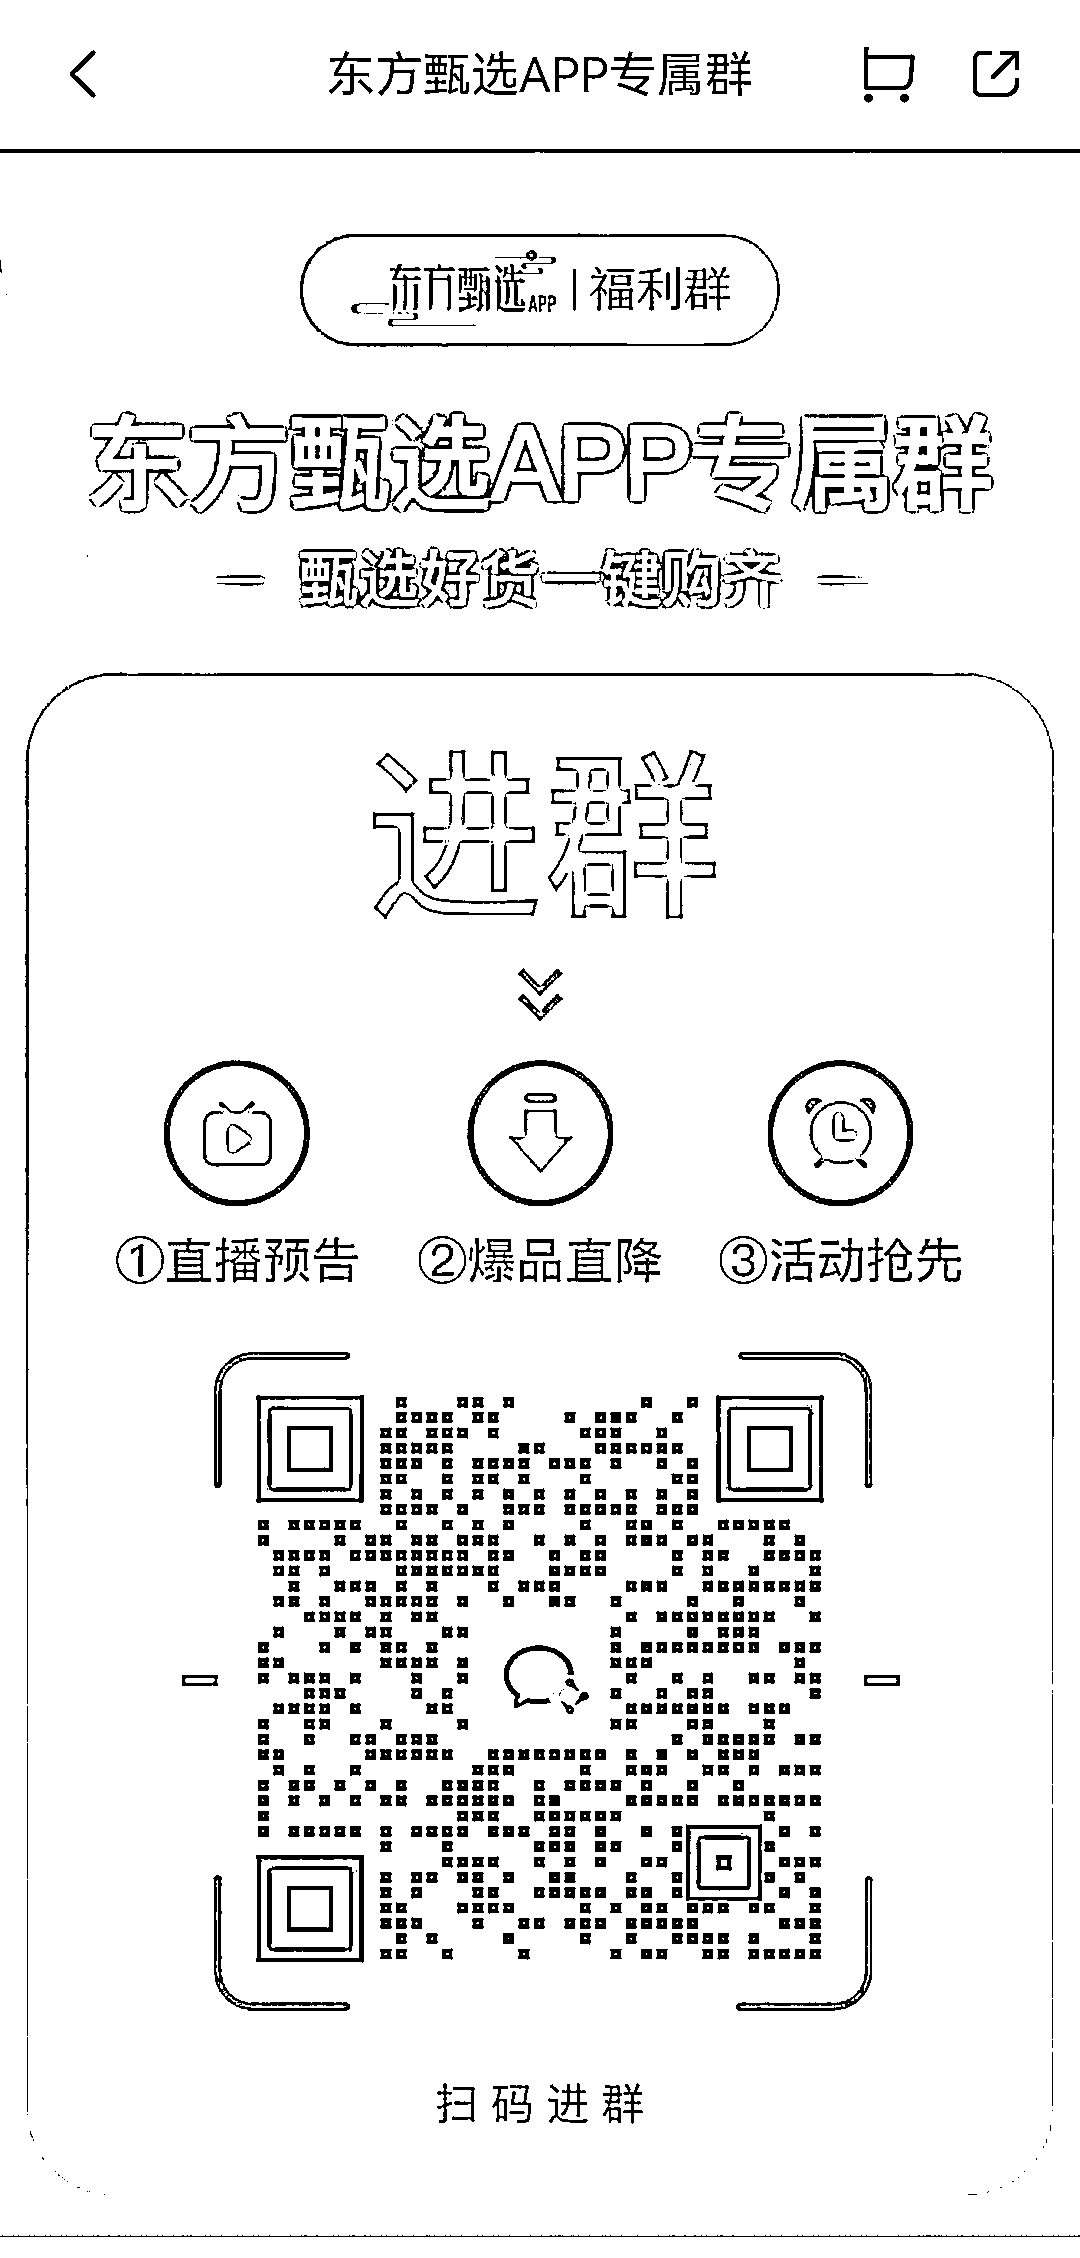 东方甄选APP专属群
东方甄选APP | 福利群
东方甄选APP专属群
— 甄选好货一键购齐 —
进群
①直播预告 ②爆品直降 ③活动抢先
扫码进群